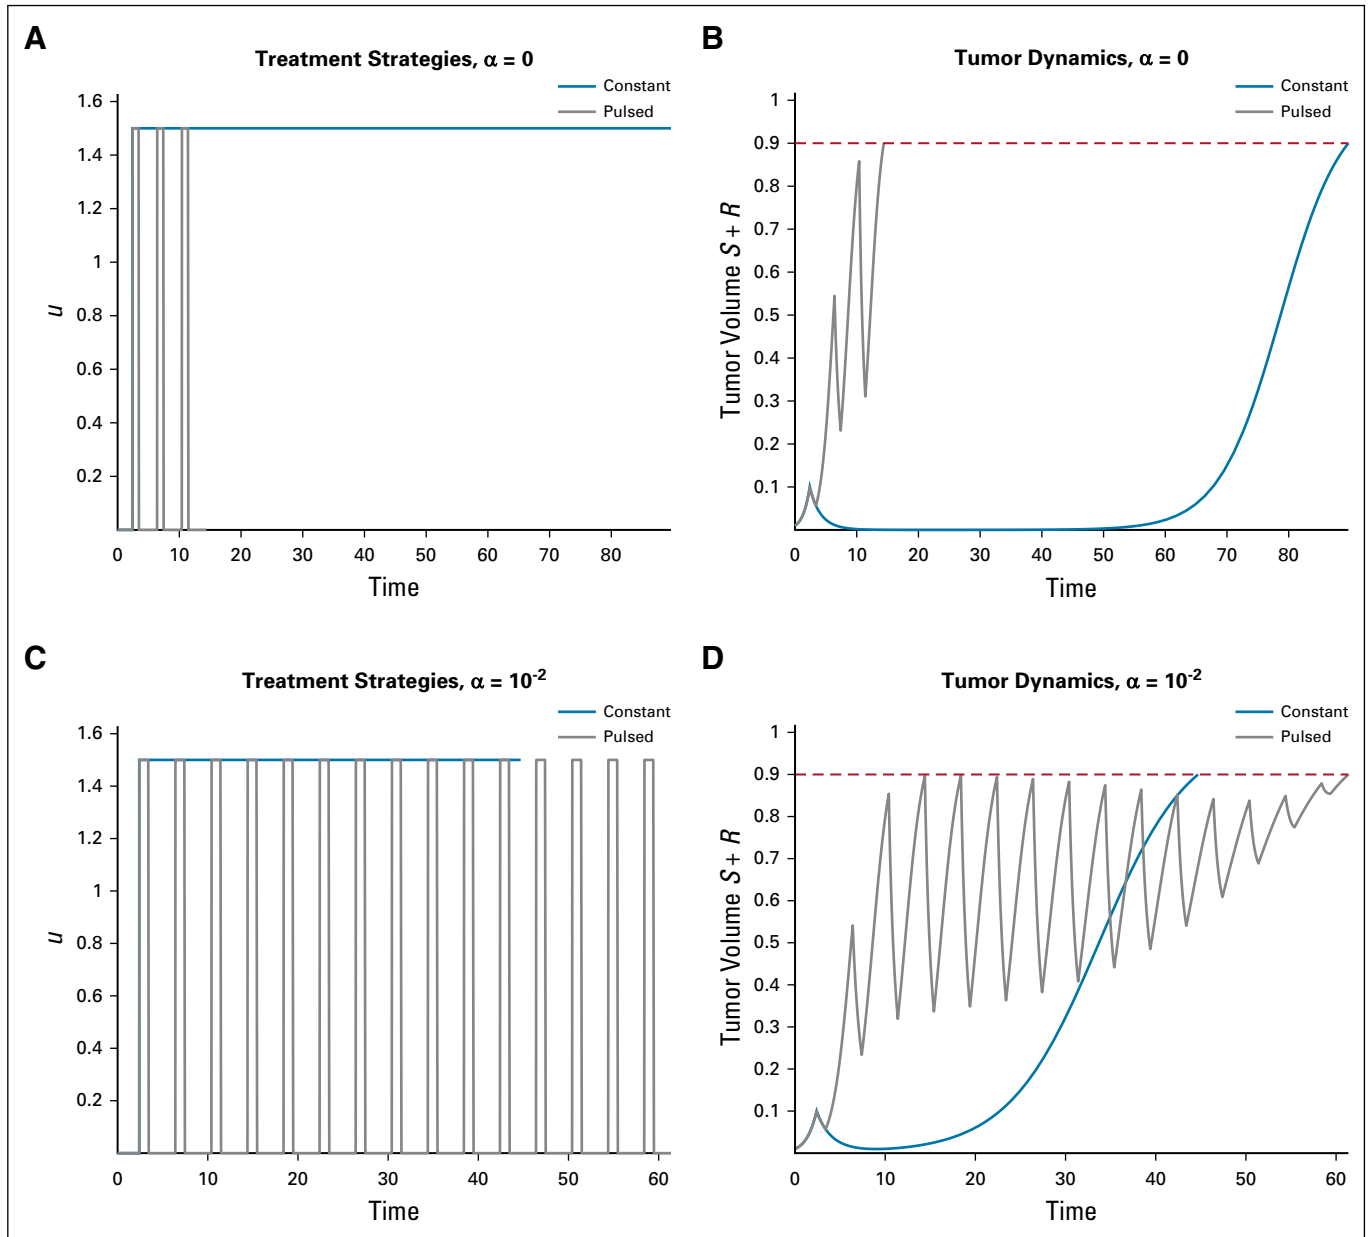 A
Treatment Strategies, α = 0
Constant
Pulsed
1.6
1.4
1.2
1
0.8
0.6
0.4
0.2
u
0 10 20 30 40 50 60 70 80
Time
B
Tumor Dynamics, α = 0
Constant
Pulsed
1
0.9
0.8
0.7
0.6
0.5
0.4
0.3
0.2
0.1
Tumor Volume S + R
0 10 20 30 40 50 60 70 80
Time
C
Treatment Strategies, α = 10⁻²
Constant
Pulsed
1.6
1.4
1.2
1
0.8
0.6
0.4
0.2
u
0 10 20 30 40 50 60
Time
D
Tumor Dynamics, α = 10⁻²
Constant
Pulsed
1
0.9
0.8
0.7
0.6
0.5
0.4
0.3
0.2
0.1
Tumor Volume S + R
0 10 20 30 40 50 60
Time